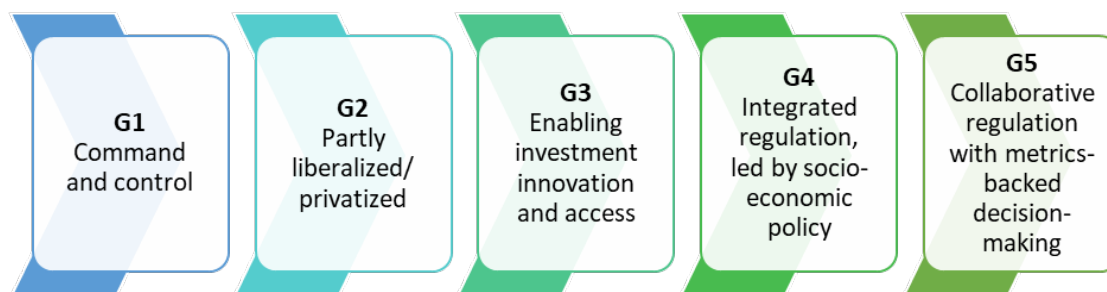 G1
Command
and control
G2
Partly
liberalized/
privatized
G3
Enabling
investment
innovation
and access
G4
Integrated
regulation,
led by socio-
economic
policy
G5
Collaborative
regulation
with metrics-
backed
decision-
making